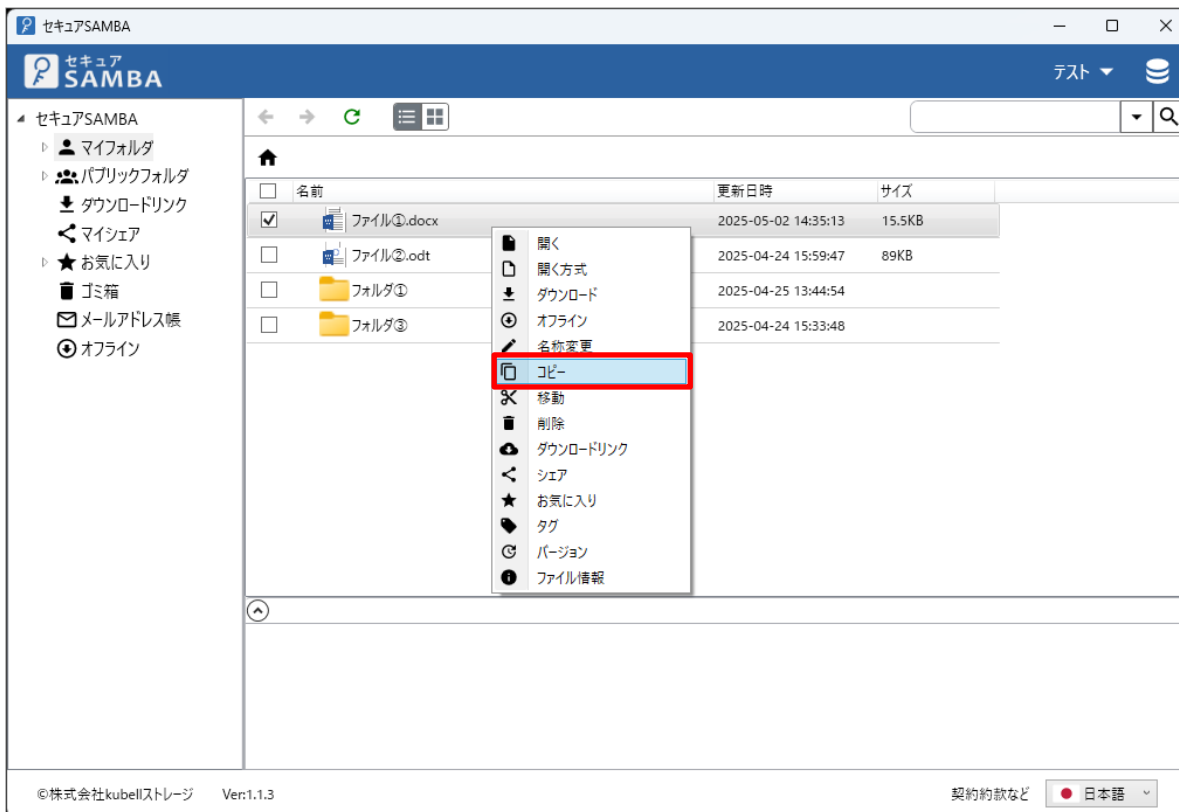 セキュアSAMBA
セキュア
SAMBA
テスト
セキュアSAMBA
マイフォルダ
パブリックフォルダ
ダウンロードリンク
マイシェア
お気に入り
ゴミ箱
メールアドレス帳
オフライン
名前 更新日時 サイズ
ファイル①.docx 2025-05-02 14:35:13 15.5KB
ファイル②.odt 2025-04-24 15:59:47 89KB
フォルダ① 2025-04-25 13:44:54
フォルダ③ 2025-04-24 15:33:48
開く
開く方式
ダウンロード
オフライン
名称変更
コピー
移動
削除
ダウンロードリンク
シェア
お気に入り
タグ
バージョン
ファイル情報
©株式会社kubellストレージ Ver:1.1.3 契約約款など 日本語